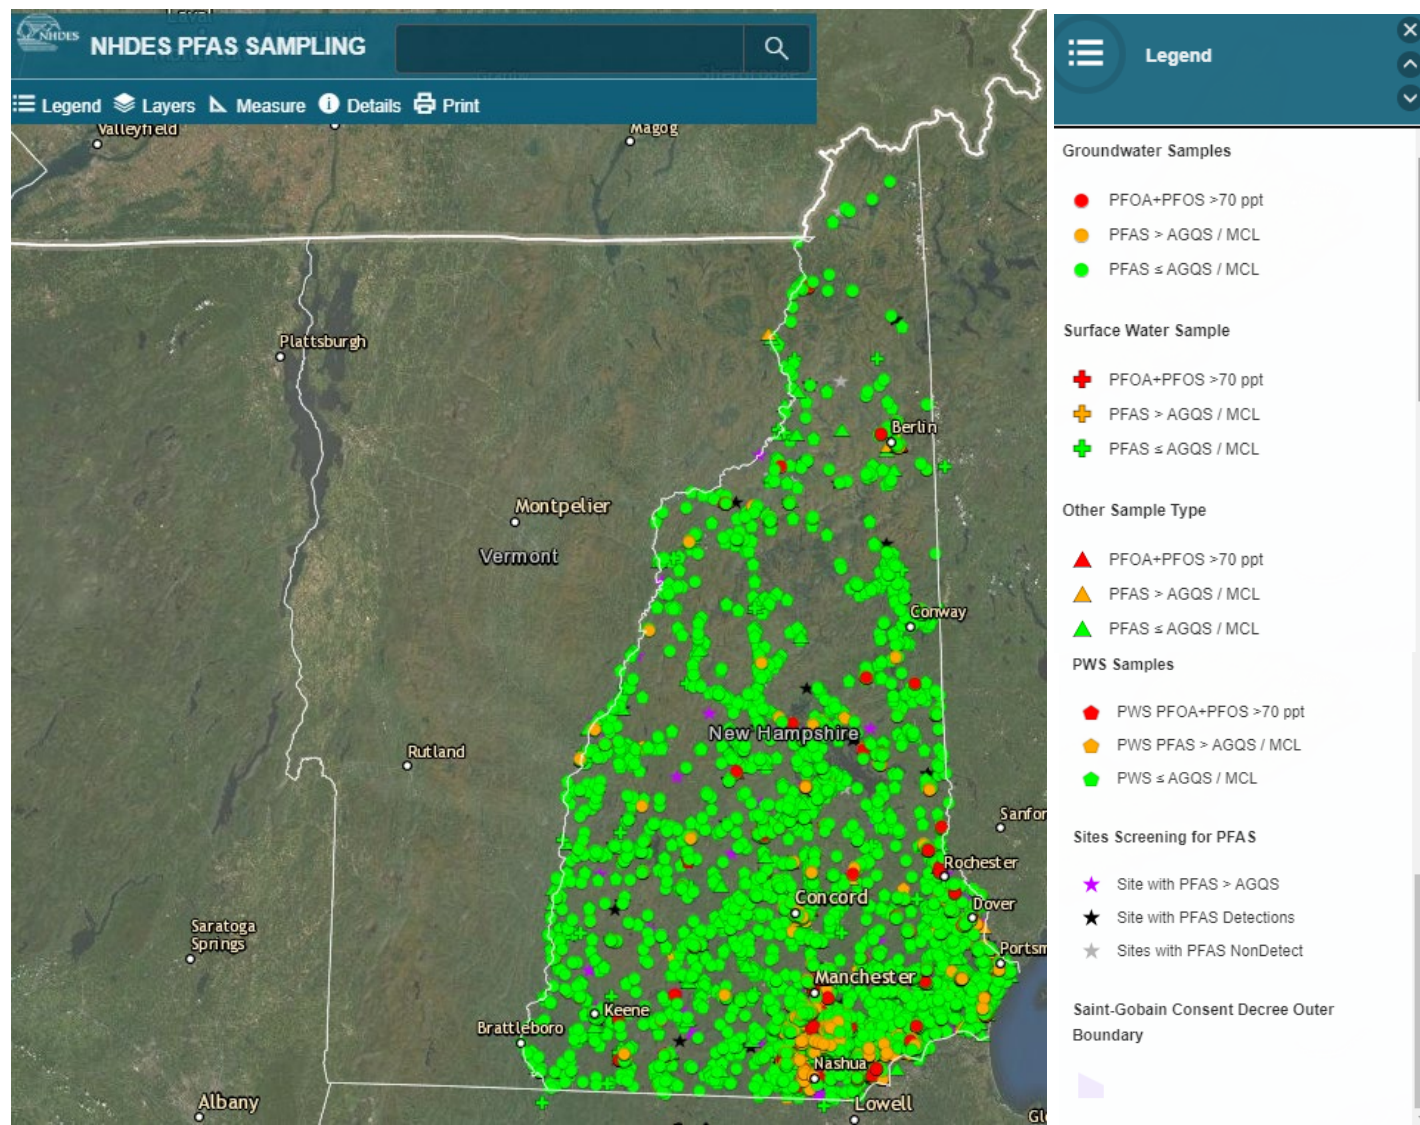 NHDES
NHDES PFAS SAMPLING
Legend Layers Measure Details Print
Laval
Valleyfield
Magog
Plattsburgh
Berlin
Montpelier
Vermont
Conway
New Hampshire
Rutland
Sanfor
Rochester
Concord
Dover
Saratoga
Springs
Portsm
Manchester
Keene
Brattleboro
Nashua
Albany
Lowell
Gl
Legend
Groundwater Samples
PFOA+PFOS >70 ppt
PFAS > AGQS / MCL
PFAS ≤ AGQS / MCL
Surface Water Sample
PFOA+PFOS >70 ppt
PFAS > AGQS / MCL
PFAS ≤ AGQS / MCL
Other Sample Type
PFOA+PFOS >70 ppt
PFAS > AGQS / MCL
PFAS ≤ AGQS / MCL
PWS Samples
PWS PFOA+PFOS >70 ppt
PWS PFAS > AGQS / MCL
PWS ≤ AGQS / MCL
Sites Screening for PFAS
Site with PFAS > AGQS
Site with PFAS Detections
Sites with PFAS NonDetect
Saint-Gobain Consent Decree Outer
Boundary